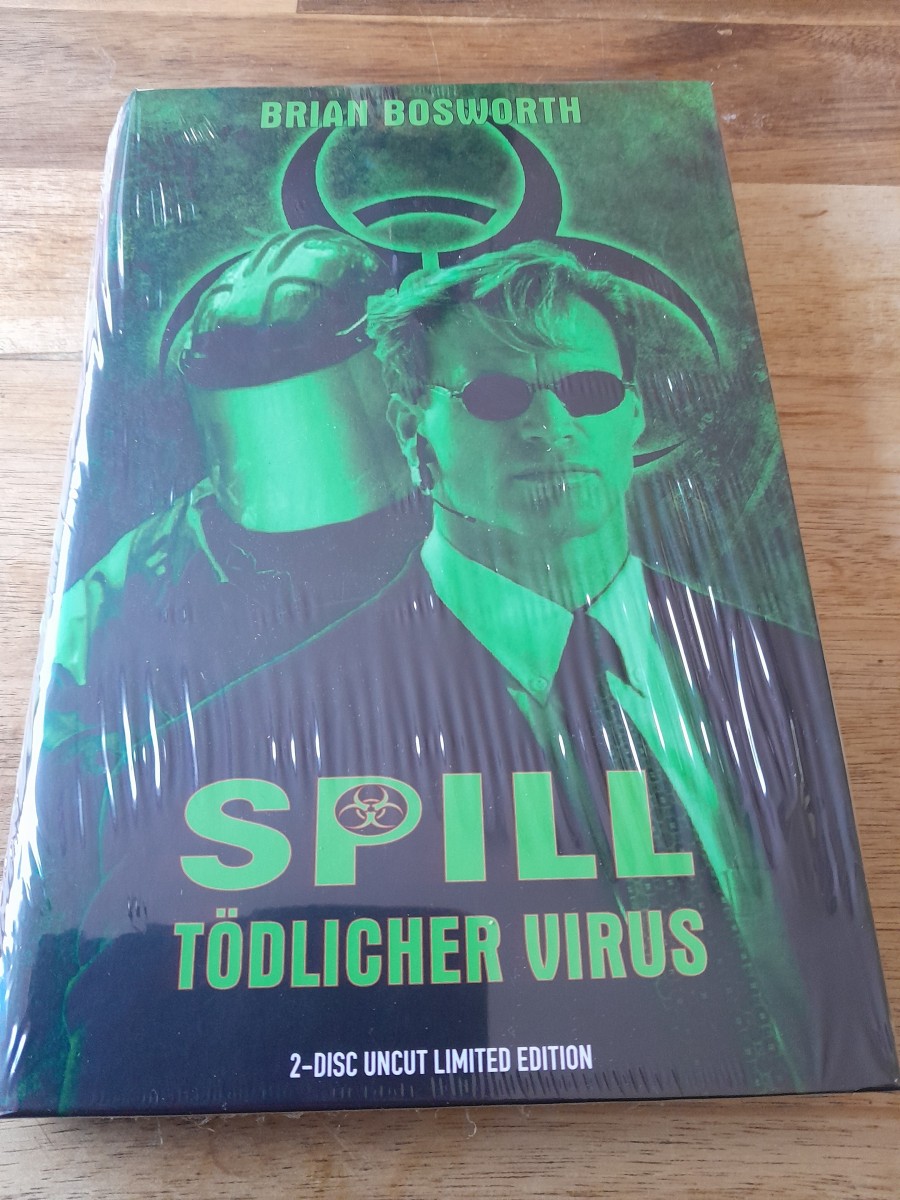 BRIAN BOSWORTH
SPILL
TÖDLICHER VIRUS
2-DISC UNCUT LIMITED EDITION